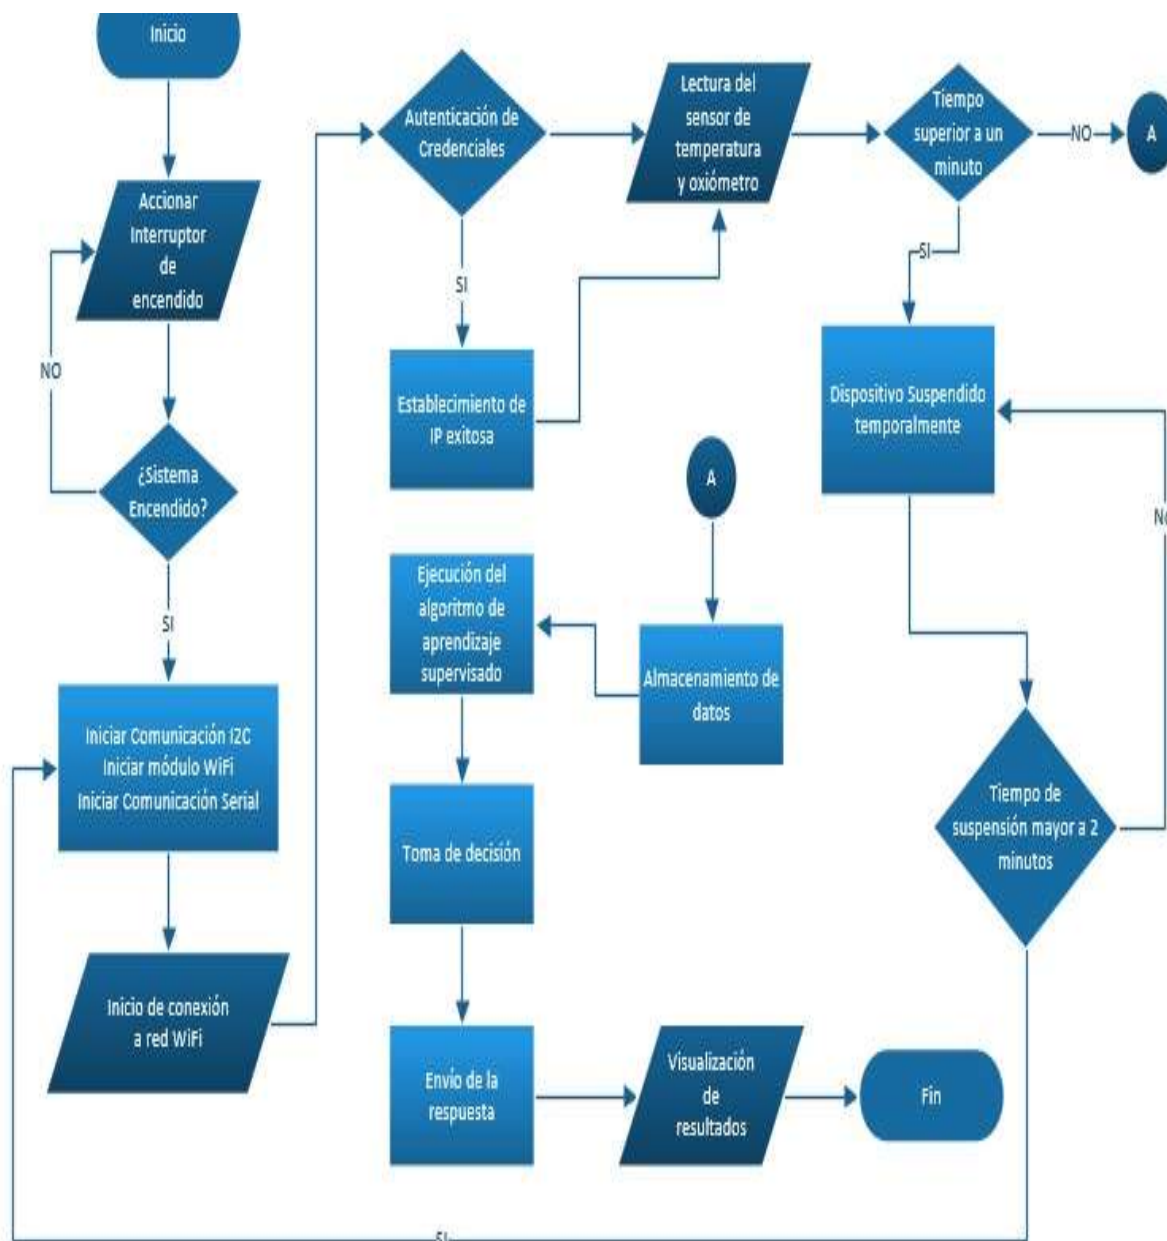 Inicio
Accionar
Interruptor
de
encendido
NO
¿Sistema
Encendido?
SI
Iniciar Comunicación I2C
Iniciar módulo WiFi
Iniciar Comunicación Serial
Inicio de conexión
a red WiFi
Autenticación de
Credenciales
SI
Establecimiento de
IP exitosa
Lectura del
sensor de
temperatura
y oxiómetro
Tiempo
superior a un
minuto
NO
A
SI
Dispositivo Suspendido
temporalmente
No
Tiempo de
suspensión mayor a 2
minutos
SI
A
Almacenamiento de
datos
Ejecución del
algoritmo de
aprendizaje
supervisado
Toma de decisión
Envío de la
respuesta
Visualización
de
resultados
Fin